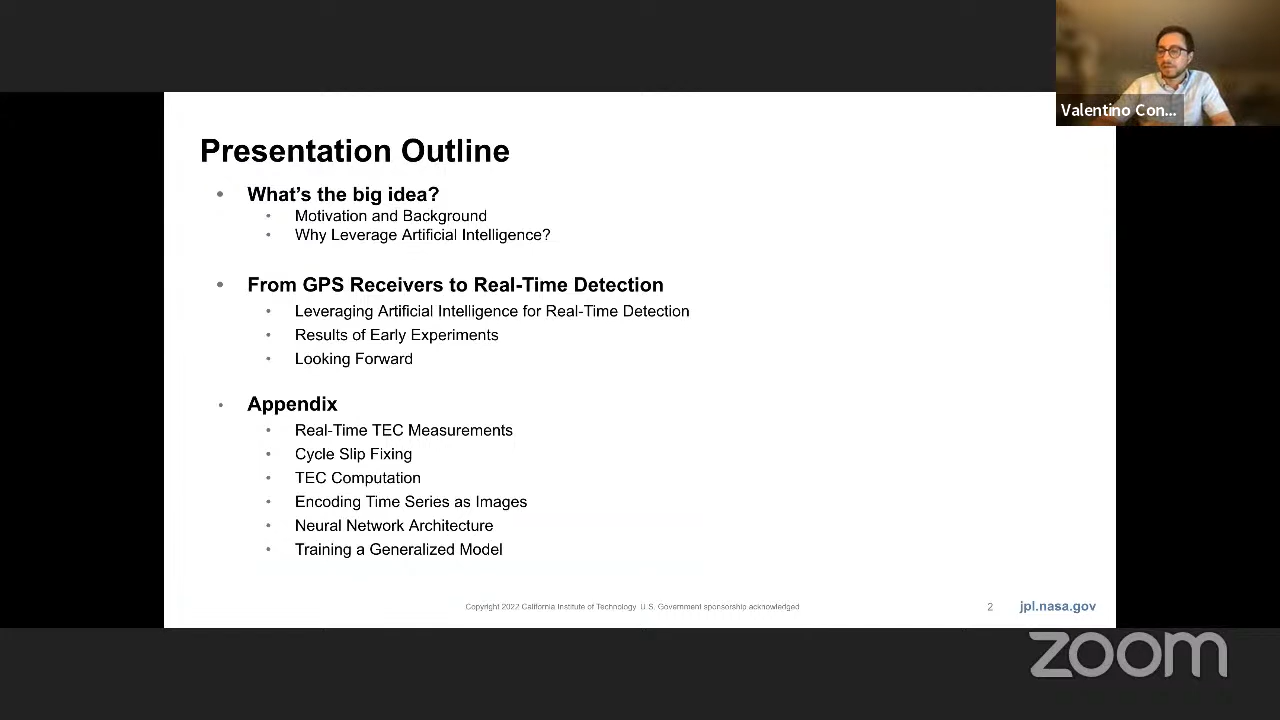 Valentino Con...
Presentation Outline
What's the big idea?
Motivation and Background
Why Leverage Artificial Intelligence?
From GPS Receivers to Real-Time Detection
Leveraging Artificial Intelligence for Real-Time Detection
Results of Early Experiments
Looking Forward
Appendix
Real-Time TEC Measurements
Cycle Slip Fixing
TEC Computation
Encoding Time Series as Images
Neural Network Architecture
Training a Generalized Model
Copyright 2022 California Institute of Technology. U.S. Government sponsorship acknowledged
2
jpl.nasa.gov
zoom